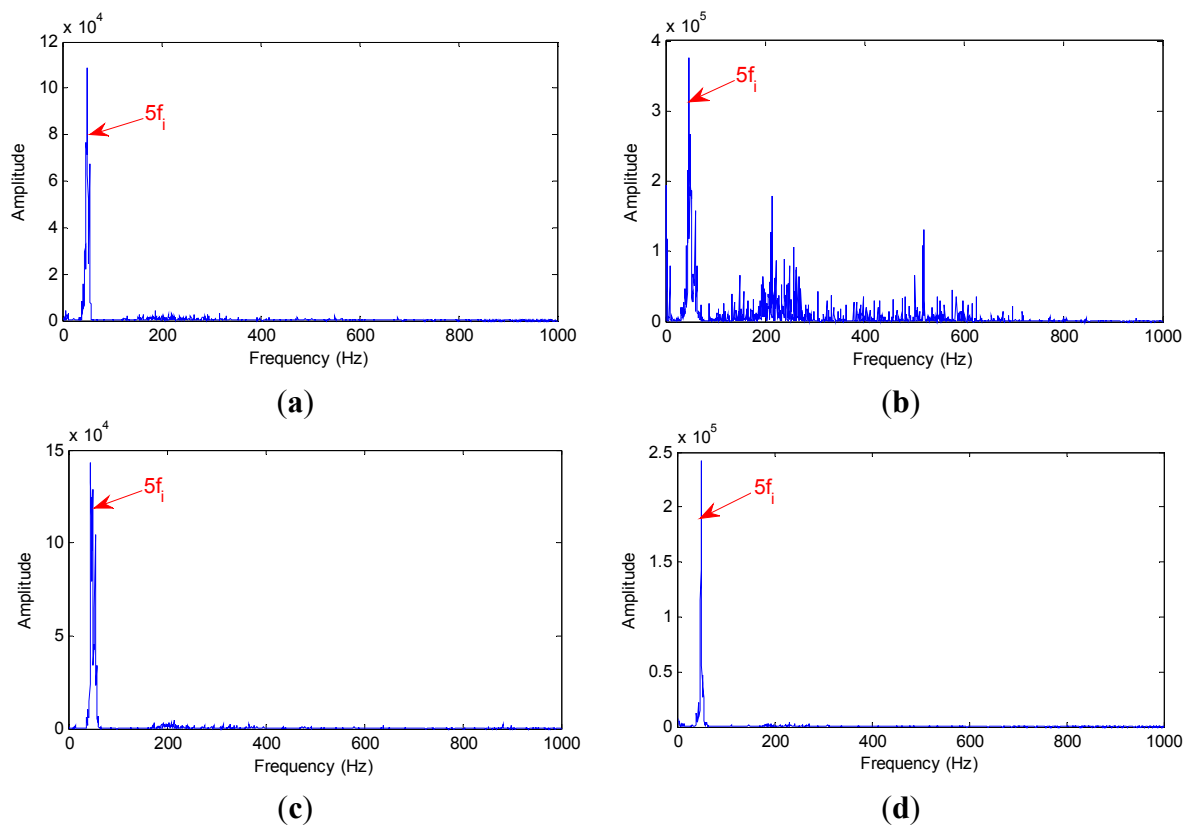 x 10^4
12
10
8
6
4
2
0
0 200 400 600 800 1000
Amplitude
Frequency (Hz)
5f_i
(a)
x 10^5
4
3
2
1
0
0 200 400 600 800 1000
Amplitude
Frequency (Hz)
5f_i
(b)
x 10^4
15
10
5
0
0 200 400 600 800 1000
Amplitude
Frequency (Hz)
5f_i
(c)
x 10^5
2.5
2
1.5
1
0.5
0
0 200 400 600 800 1000
Amplitude
Frequency (Hz)
5f_i
(d)